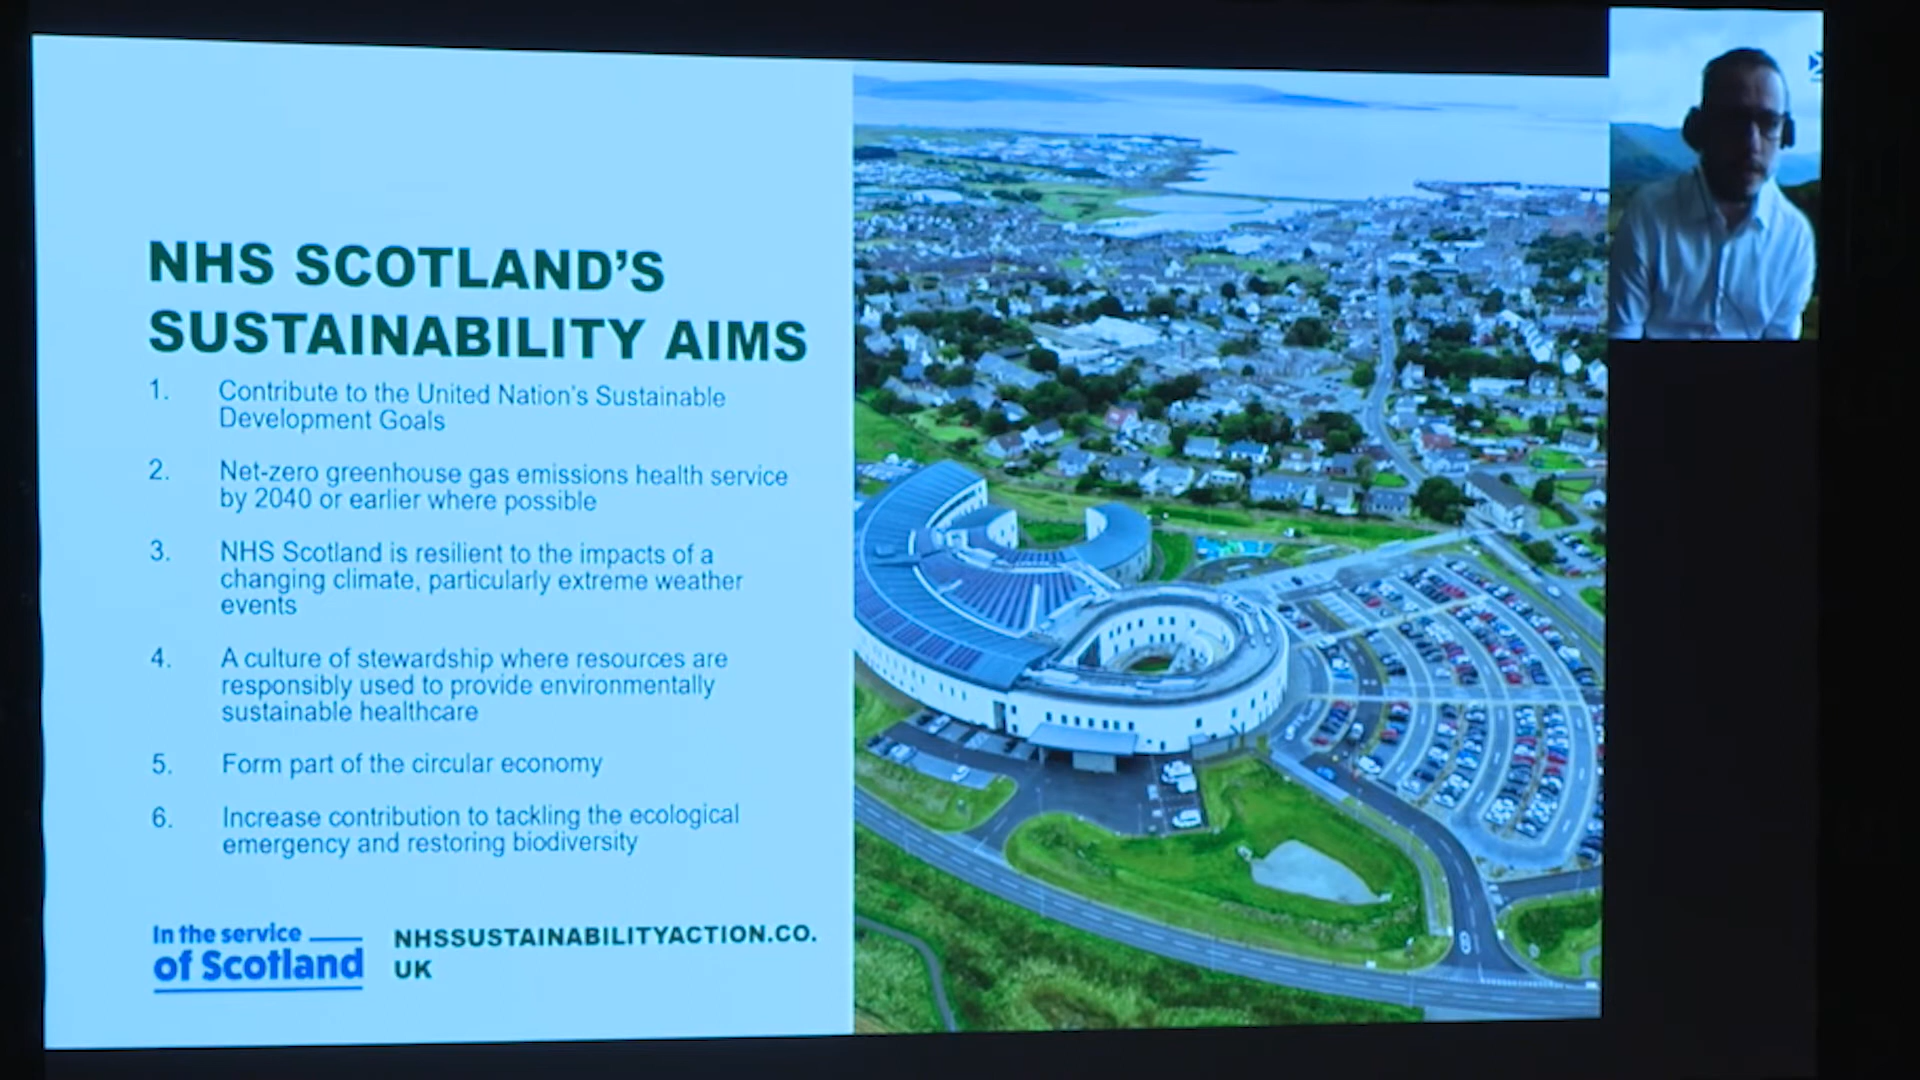 NHS SCOTLAND'S
SUSTAINABILITY AIMS
1. Contribute to the United Nation's Sustainable
Development Goals
2. Net-zero greenhouse gas emissions health service
by 2040 or earlier where possible
3. NHS Scotland is resilient to the impacts of a
changing climate, particularly extreme weather
events
4. A culture of stewardship where resources are
responsibly used to provide environmentally
sustainable healthcare
5. Form part of the circular economy
6. Increase contribution to tackling the ecological
emergency and restoring biodiversity
In the service
of Scotland
NHSSUSTAINABILITYACTION.CO.
UK